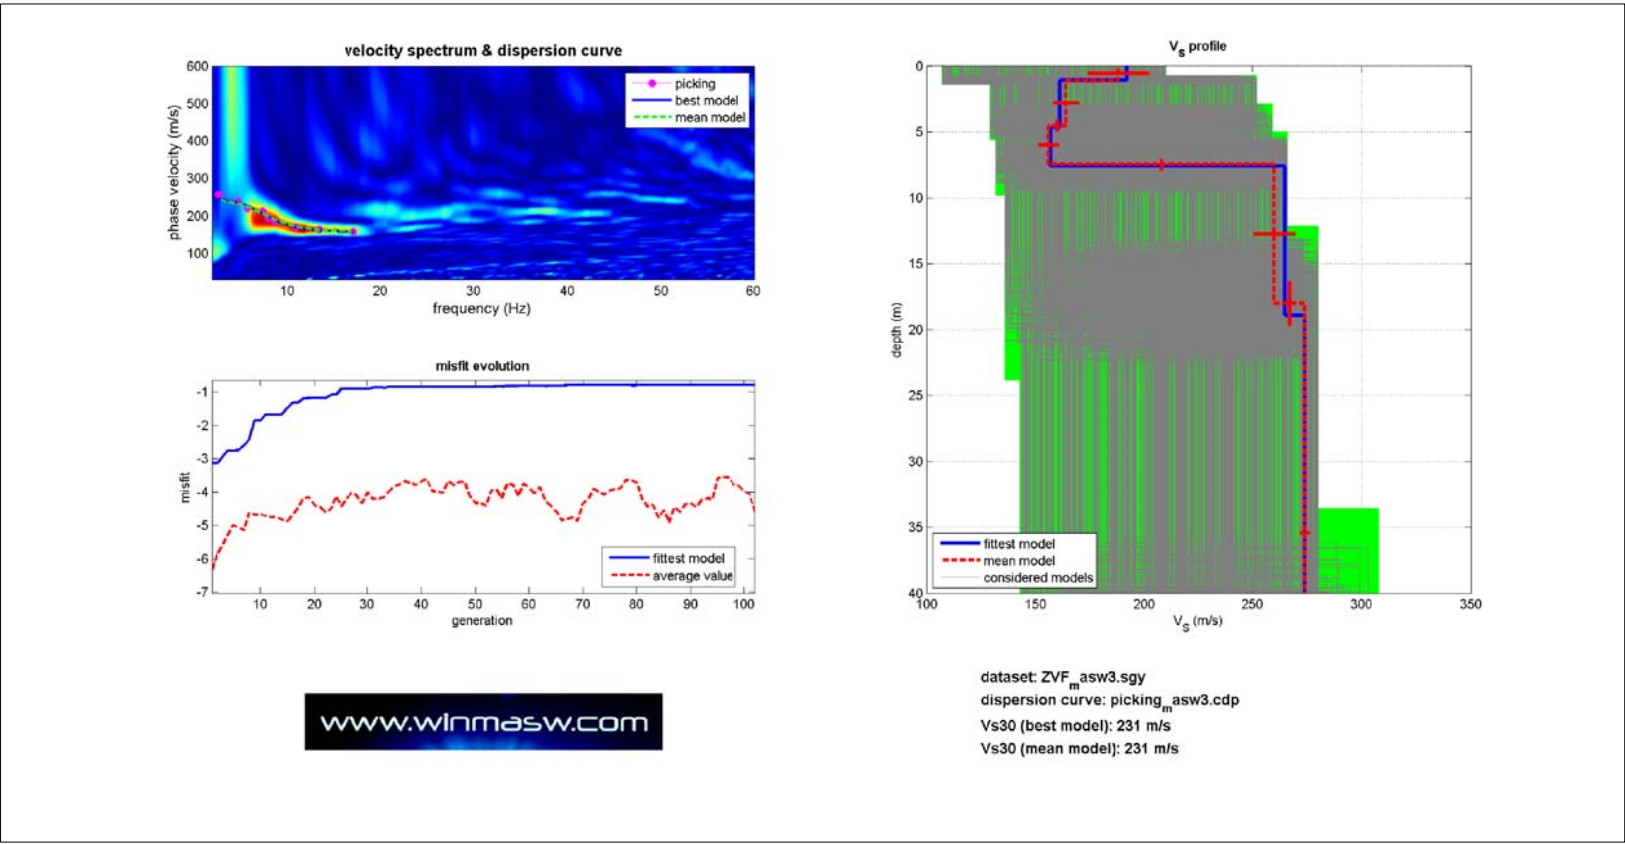 velocity spectrum & dispersion curve
600
500
400
300
200
100
phase velocity (m/s)
picking
best model
mean model
10
20
30
40
50
60
frequency (Hz)
misfit evolution
-1
-2
-3
-4
-5
-6
-7
misfit
fittest model
average value
10
20
30
40
50
60
70
80
90
100
generation
www.winmasw.com
VS profile
0
5
10
15
20
25
30
35
40
depth (m)
fittest model
mean model
considered models
100
150
200
250
300
350
VS (m/s)
dataset: ZVFmasw3.sgy
dispersion curve: pickingmasw3.cdp
Vs30 (best model): 231 m/s
Vs30 (mean model): 231 m/s